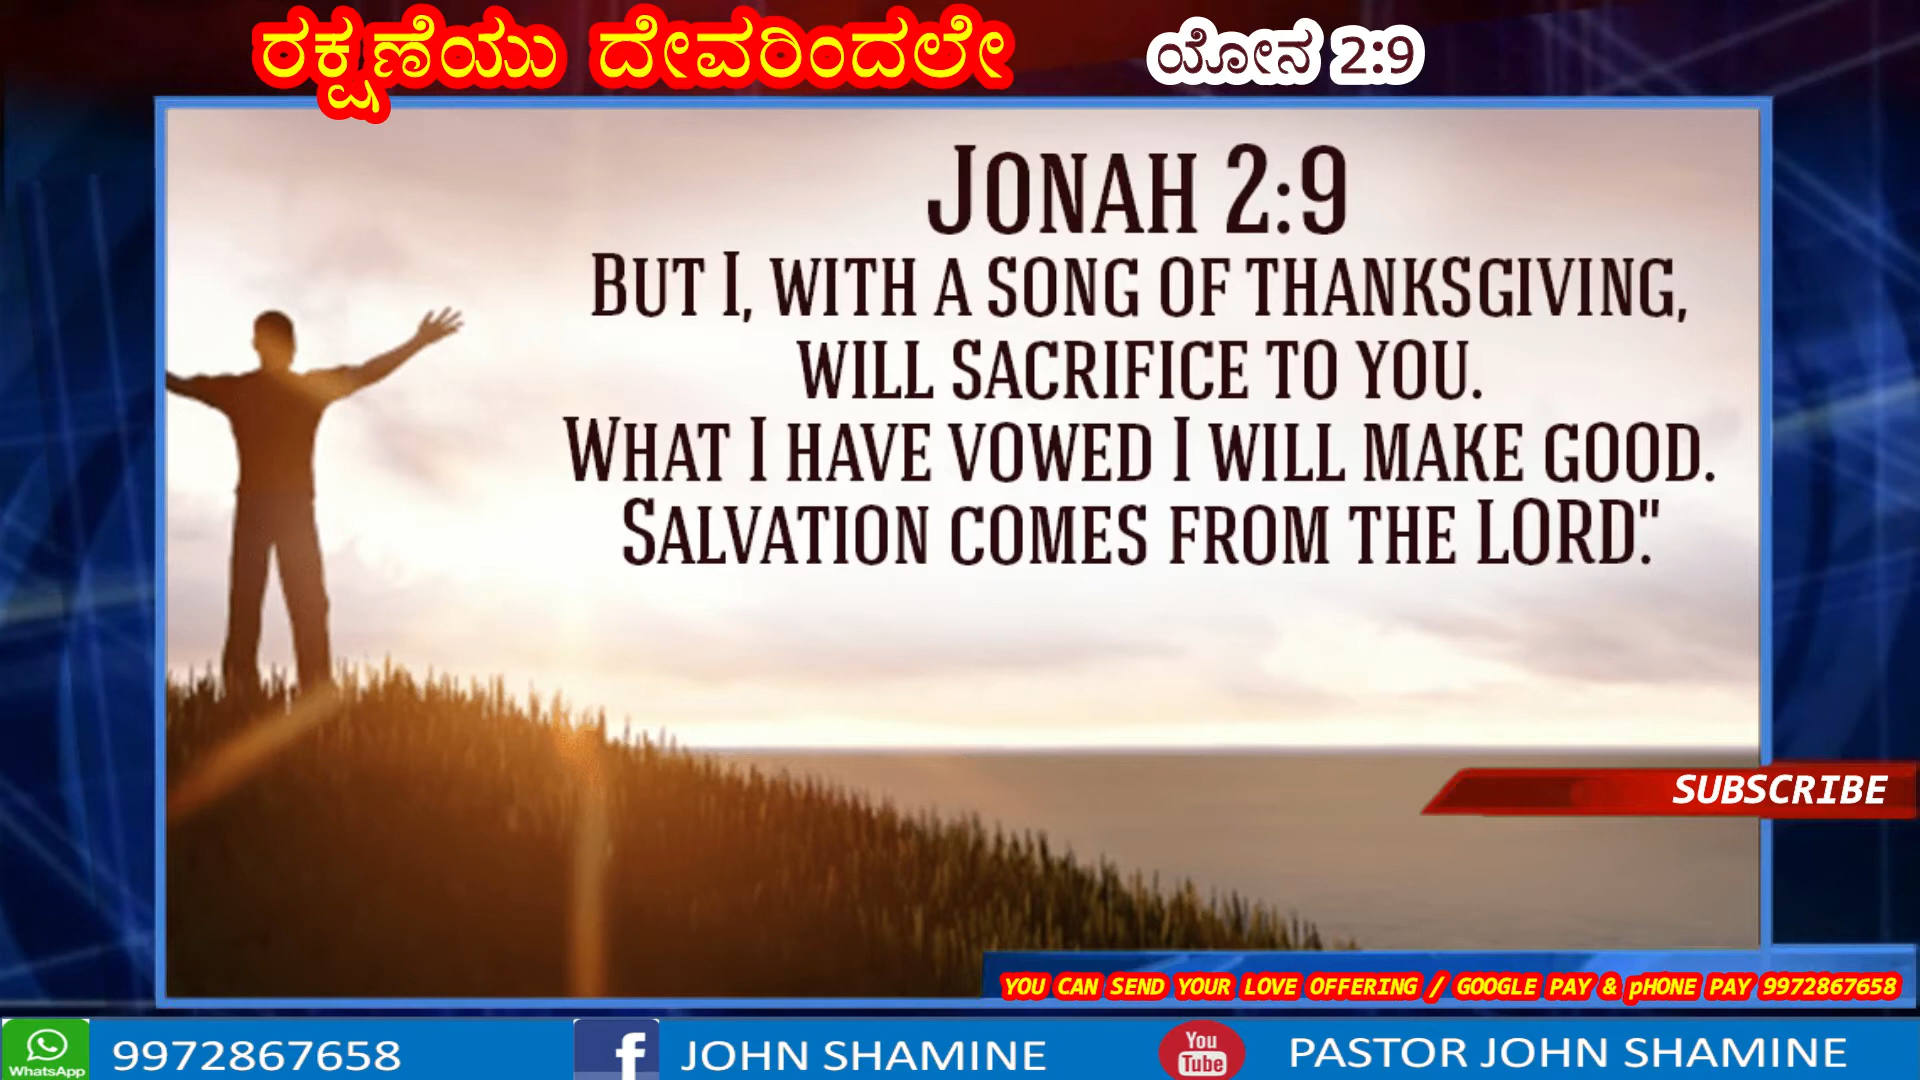 ರಕ್ಷಣೆಯು ದೇವರಿಂದಲೇ ಯೋನ 2:9
JONAH 2:9
BUT I, WITH A SONG OF THANKSGIVING,
WILL SACRIFICE TO YOU.
WHAT I HAVE VOWED I WILL MAKE GOOD.
SALVATION COMES FROM THE LORD."
SUBSCRIBE
YOU CAN SEND YOUR LOVE OFFERING / GOOGLE PAY & pHONE PAY 9972867658
WhatsApp 9972867658 f JOHN SHAMINE You Tube PASTOR JOHN SHAMINE